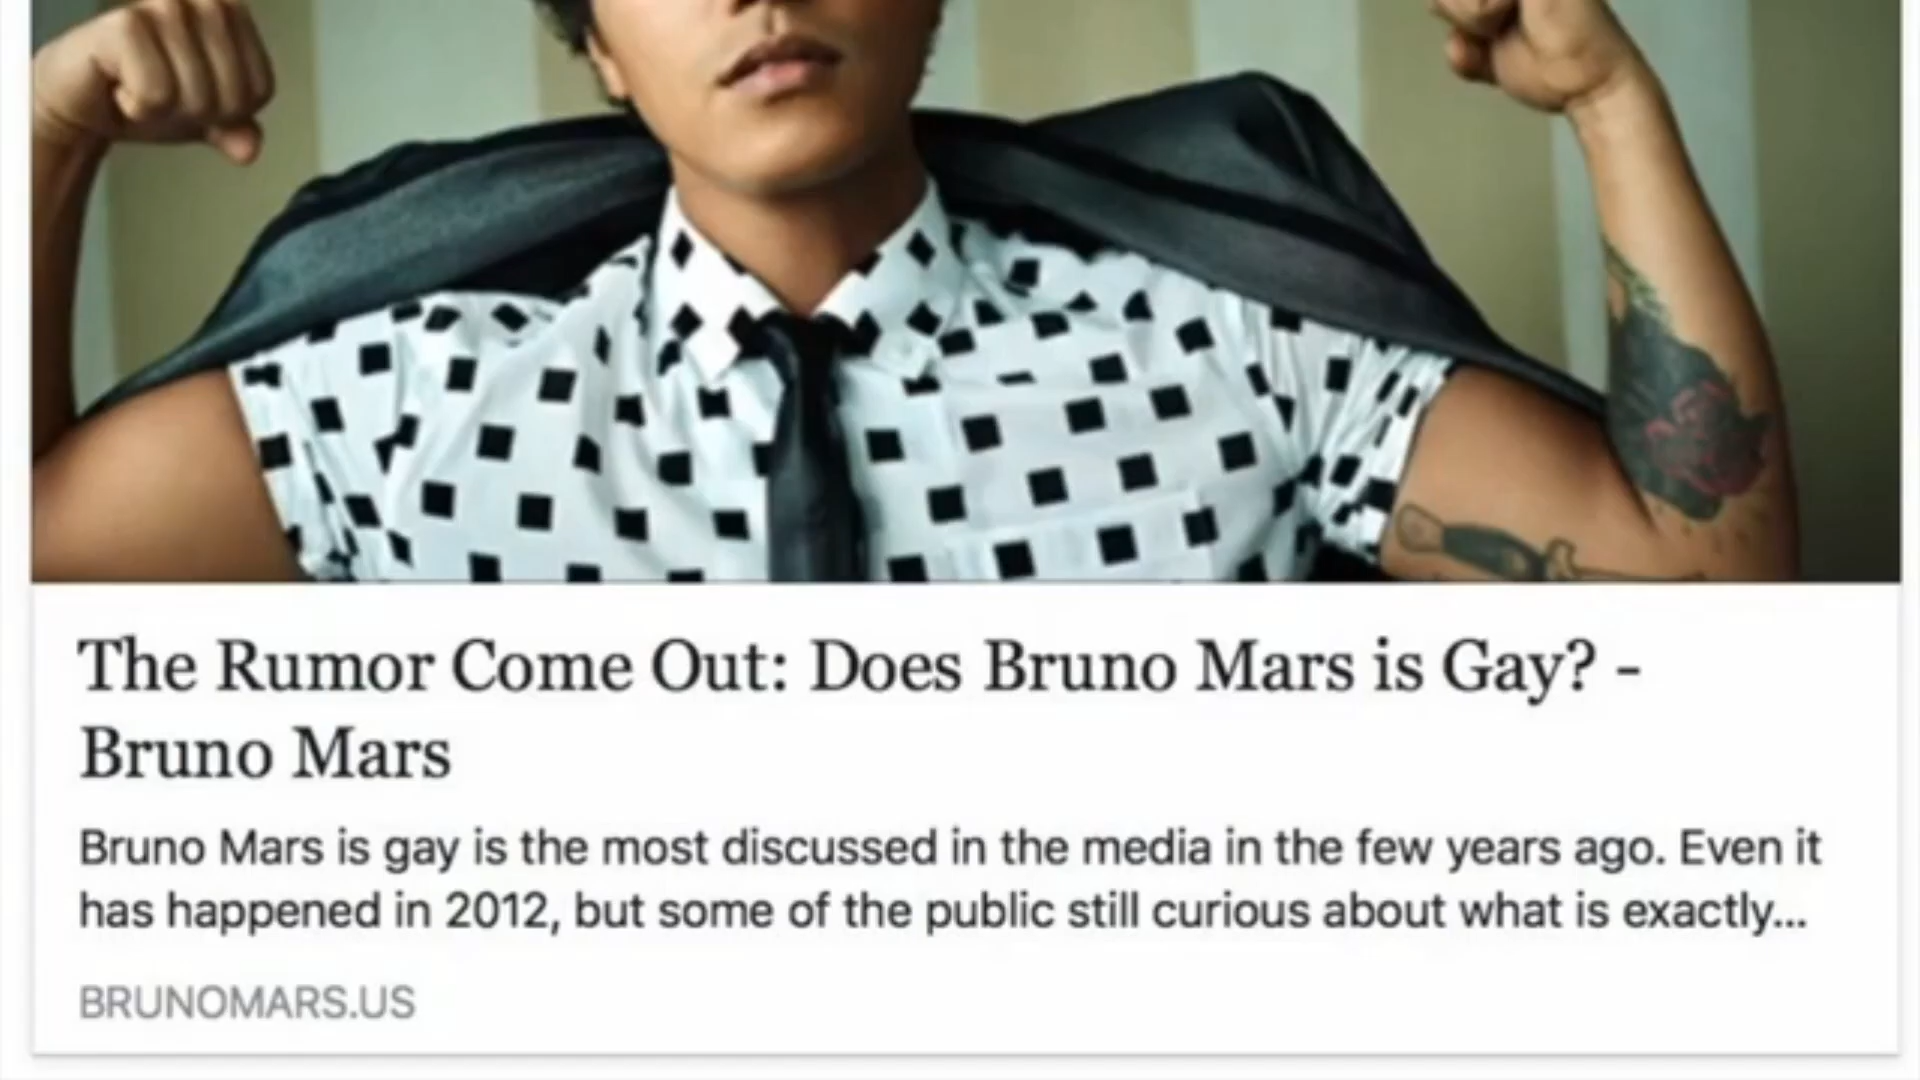 The Rumor Come Out: Does Bruno Mars is Gay? -
Bruno Mars
Bruno Mars is gay is the most discussed in the media in the few years ago. Even it
has happened in 2012, but some of the public still curious about what is exactly...
BRUNOMARS.US